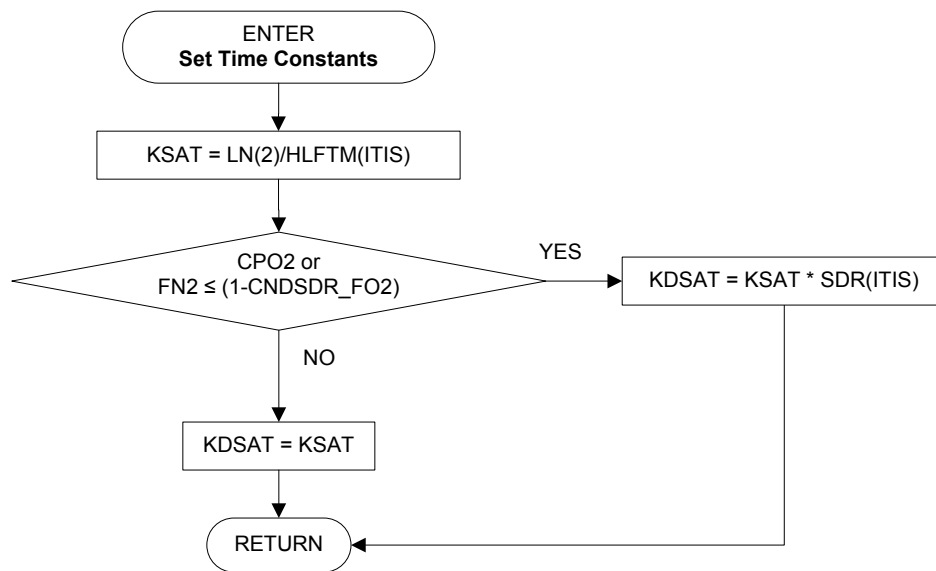 ENTER
Set Time Constants
KSAT = LN(2)/HLFTM(ITIS)
CPO2 or
FN2 ≤ (1-CNDSDR_FO2)
YES
KDSAT = KSAT * SDR(ITIS)
NO
KDSAT = KSAT
RETURN